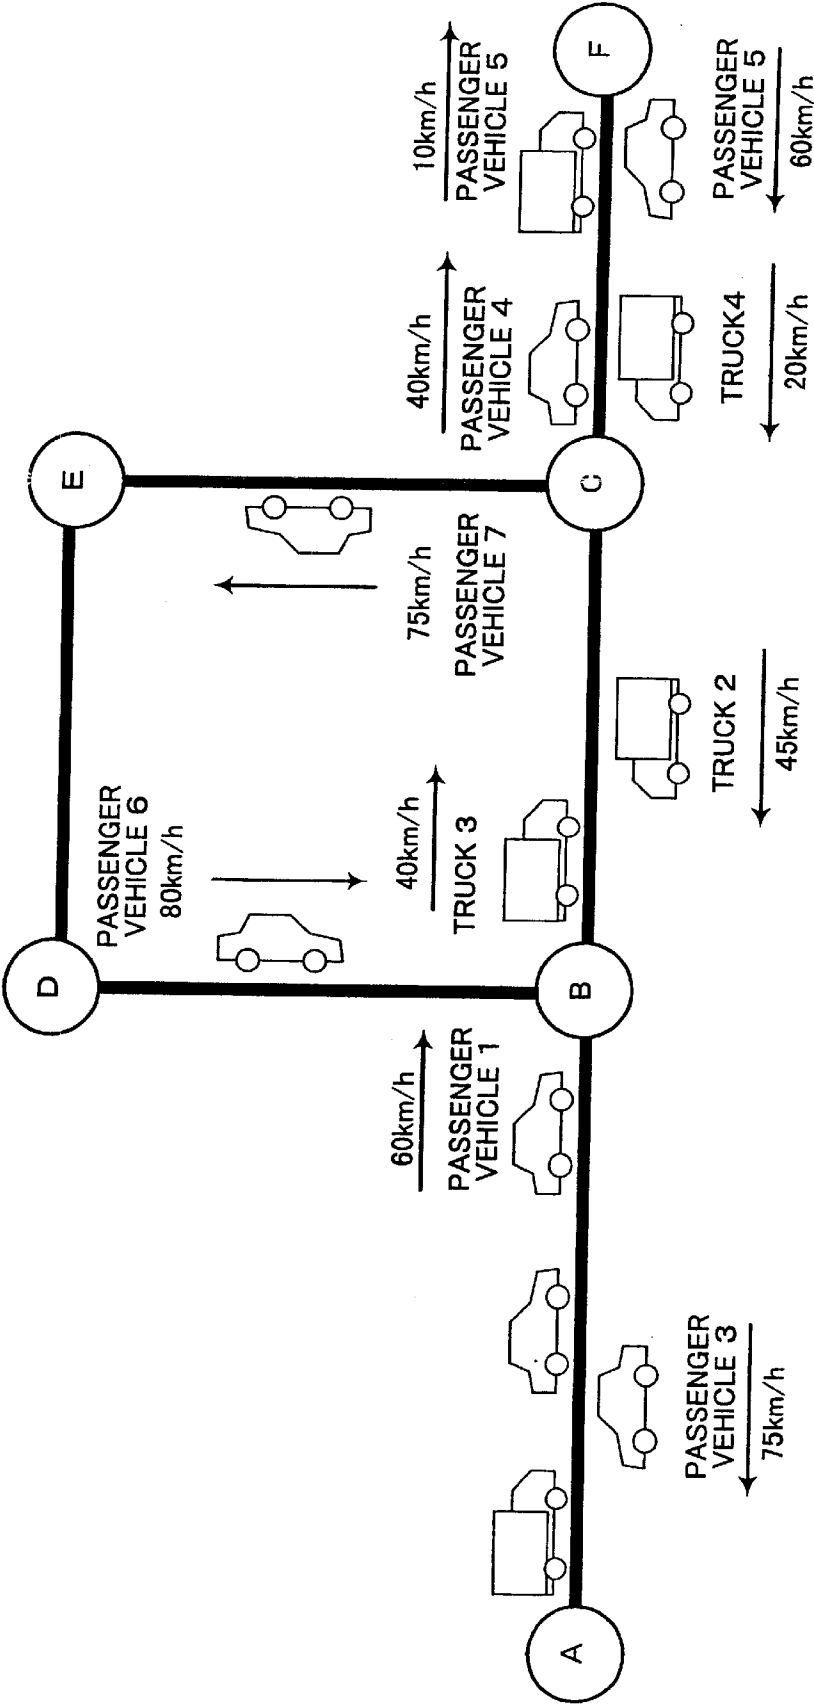 D
E
PASSENGER
VEHICLE 6
80km/h
75km/h
PASSENGER
VEHICLE 7
60km/h
PASSENGER
VEHICLE 1
40km/h
TRUCK 3
40km/h
PASSENGER
VEHICLE 4
10km/h
PASSENGER
VEHICLE 5
A
B
C
F
PASSENGER
VEHICLE 3
75km/h
TRUCK 2
45km/h
TRUCK4
20km/h
PASSENGER
VEHICLE 5
60km/h